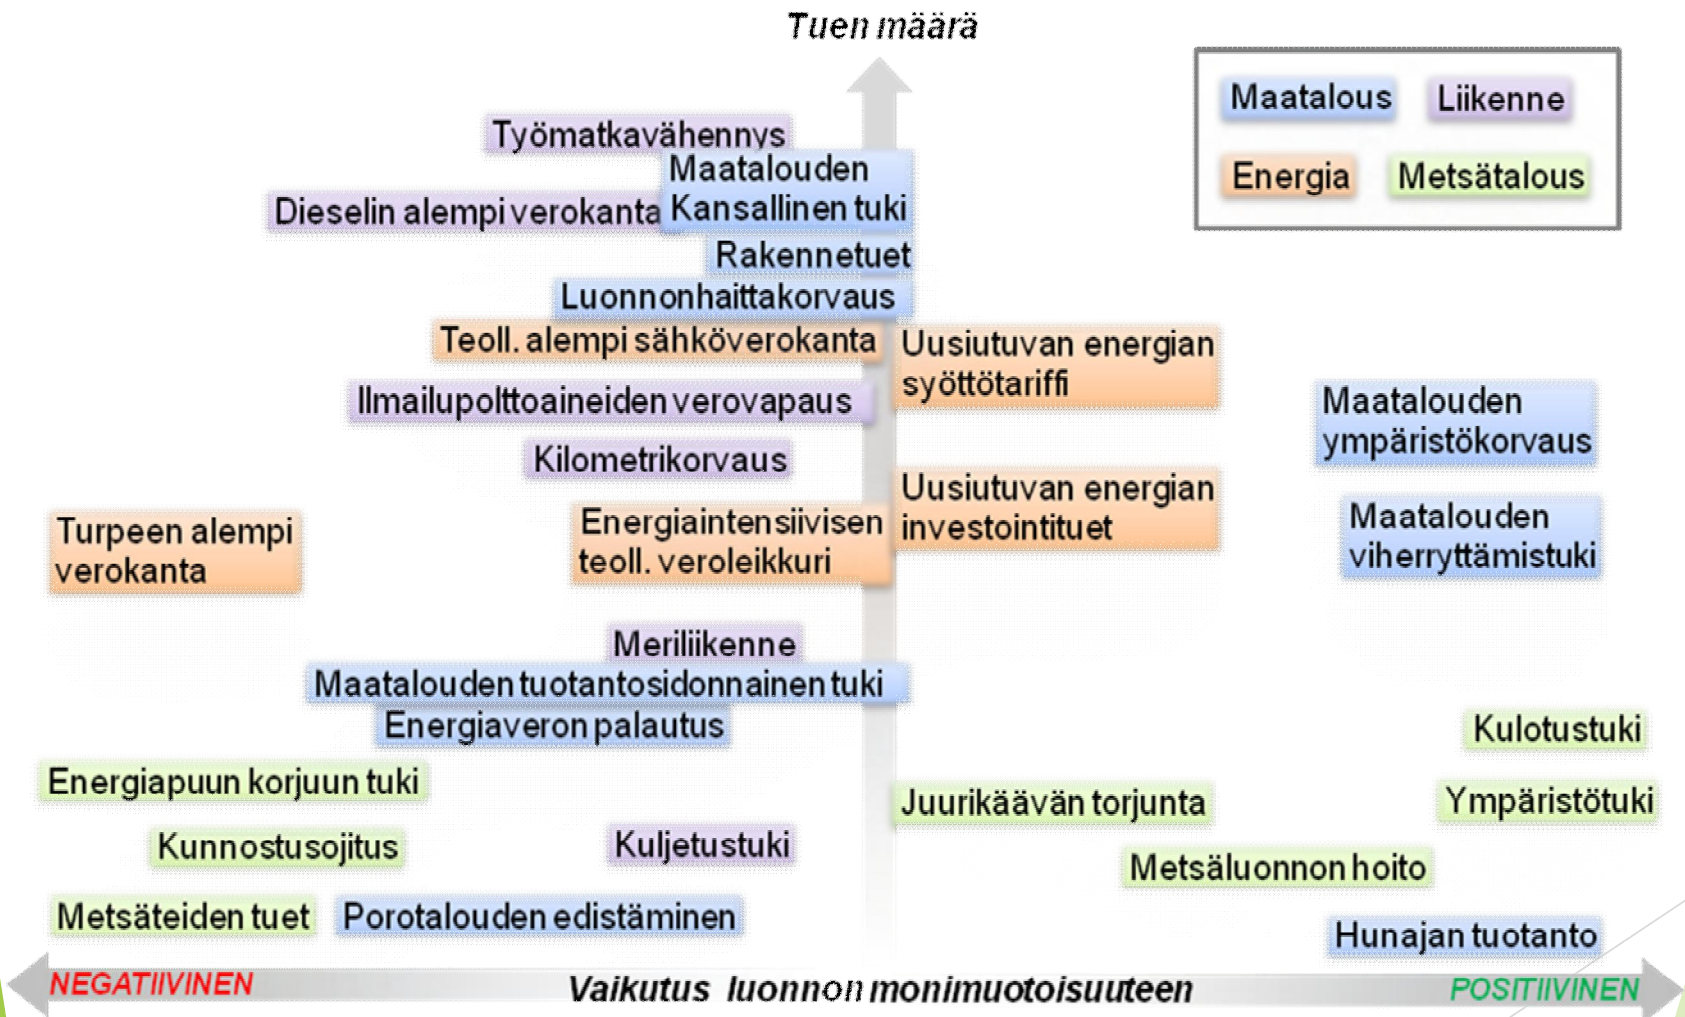 Tuen määrä
Maatalous
Liikenne
Energia
Metsätalous
Työmatkavähennys
Maatalouden
Kansallinen tuki
Dieselin alempi verokanta
Rakennetuet
Luonnonhaittakorvaus
Teoll. alempi sähköverokanta
Uusiutuvan energian
syöttötariffi
Ilmailupolttoaineiden verovapaus
Maatalouden
ympäristökorvaus
Kilometrikorvaus
Uusiutuvan energian
investointituet
Turpeen alempi
verokanta
Energiaintensiivisen
teoll. veroleikkuri
Maatalouden
viherryttämistuki
Meriliikenne
Maatalouden tuotantosidonnainen tuki
Energiaveron palautus
Kulotustuki
Energiapuun korjuun tuki
Juurikäävän torjunta
Ympäristötuki
Kunnostusojitus
Kuljetustuki
Metsäluonnon hoito
Metsäteiden tuet
Porotalouden edistäminen
Hunajan tuotanto
NEGATIIVINEN
Vaikutus luonnon monimuotoisuuteen
POSITIIVINEN